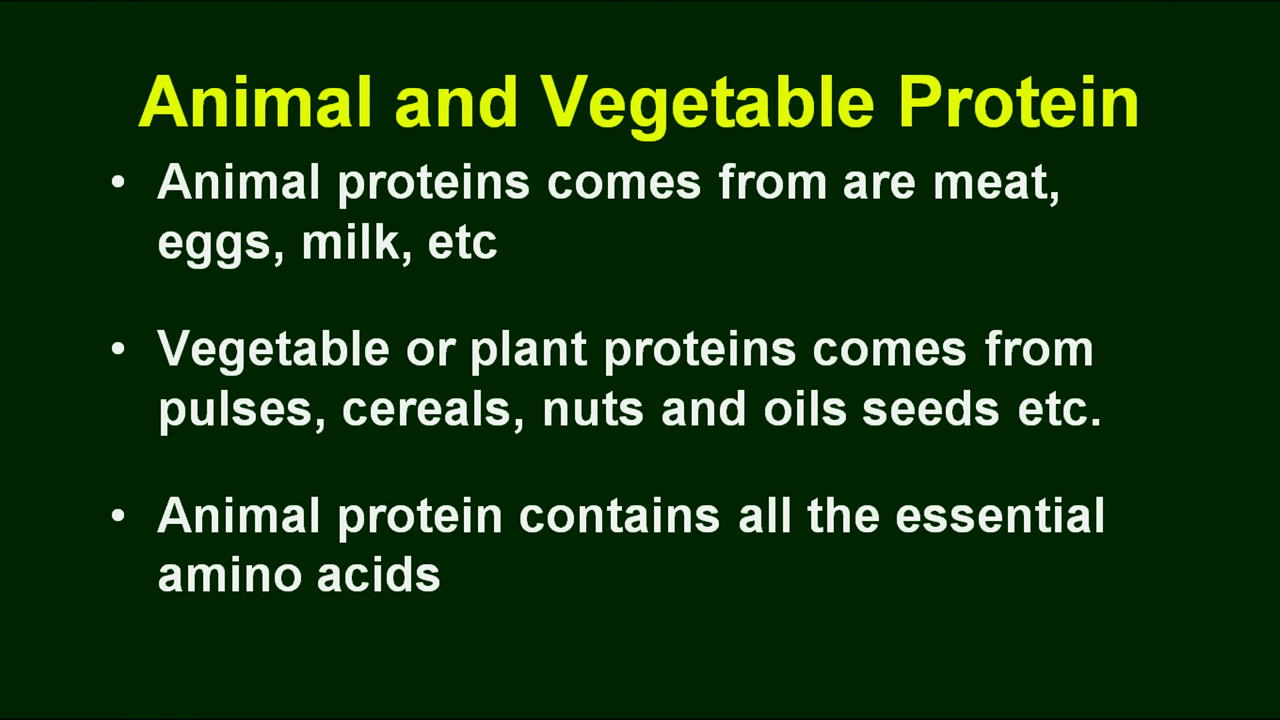 Animal and Vegetable Protein
• Animal proteins comes from are meat,
eggs, milk, etc
• Vegetable or plant proteins comes from
pulses, cereals, nuts and oils seeds etc.
• Animal protein contains all the essential
amino acids